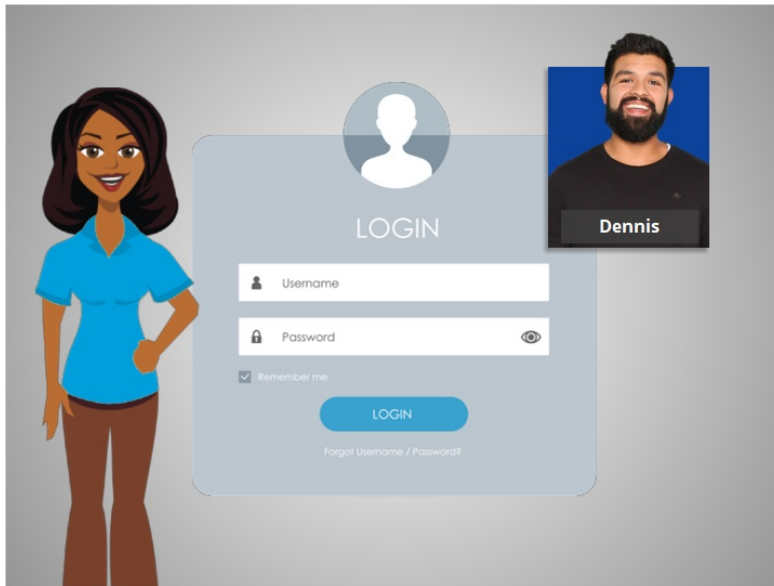 Dennis
LOGIN
Username
Password
Remember me
LOGIN
Forgot Username / Password?